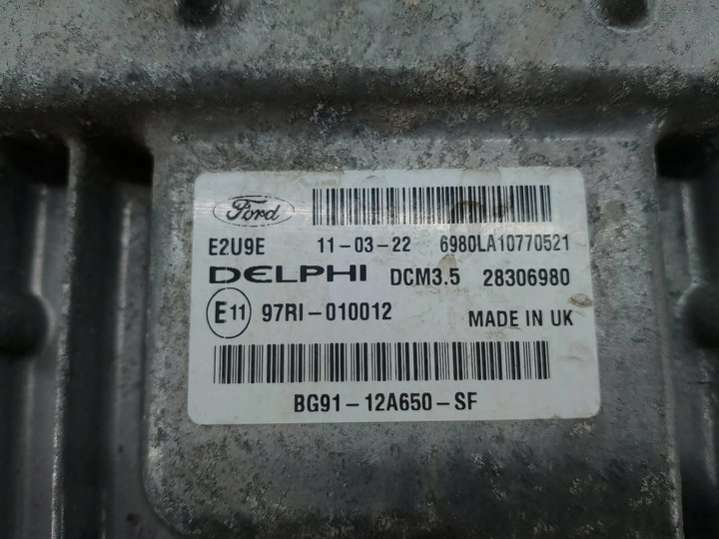 Ford
E2U9E 11-03-22 6980LA10770521
DELPHI DCM3.5 28306980
E11 97RI-010012 MADE IN UK
BG91-12A650-SF